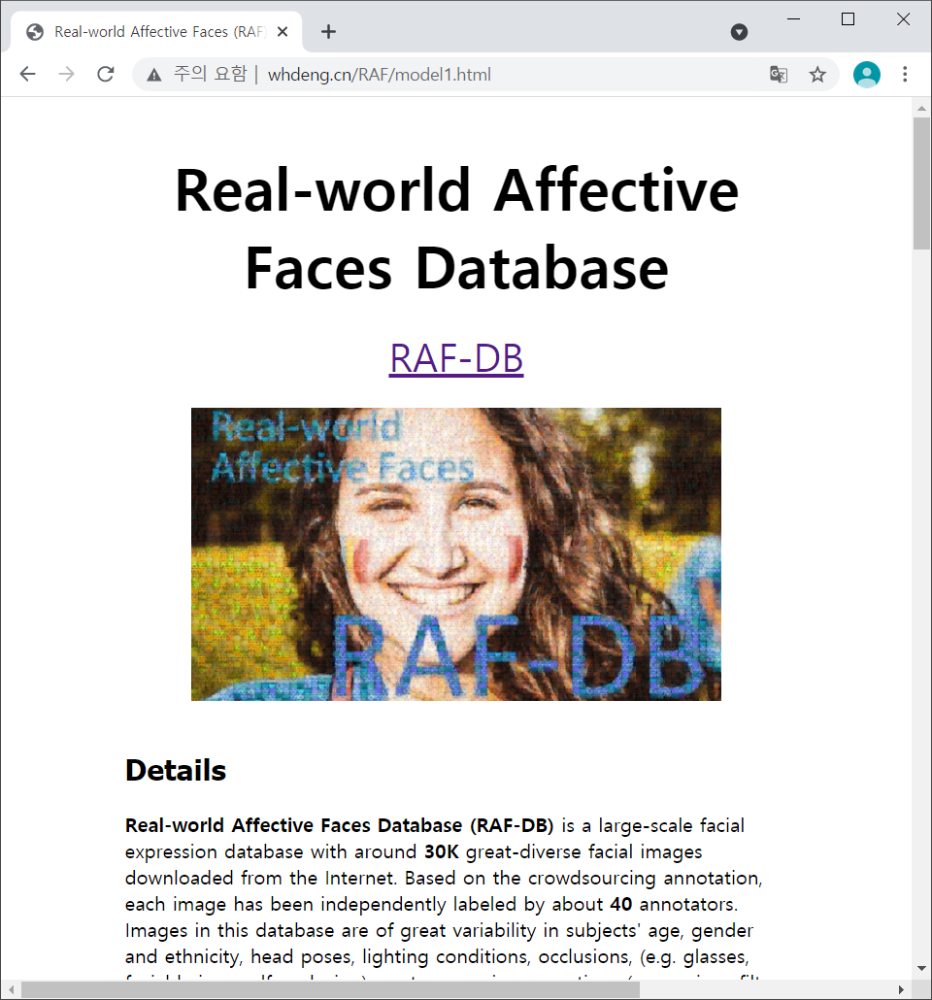 Real-world Affective Faces (RAF)
주의 요함 | whdeng.cn/RAF/model1.html
Real-world Affective
Faces Database
RAF-DB
Real-world
Affective Faces
RAF-DB
Details
Real-world Affective Faces Database (RAF-DB) is a large-scale facial
expression database with around 30K great-diverse facial images
downloaded from the Internet. Based on the crowdsourcing annotation,
each image has been independently labeled by about 40 annotators.
Images in this database are of great variability in subjects' age, gender
and ethnicity, head poses, lighting conditions, occlusions, (e.g. glasses,